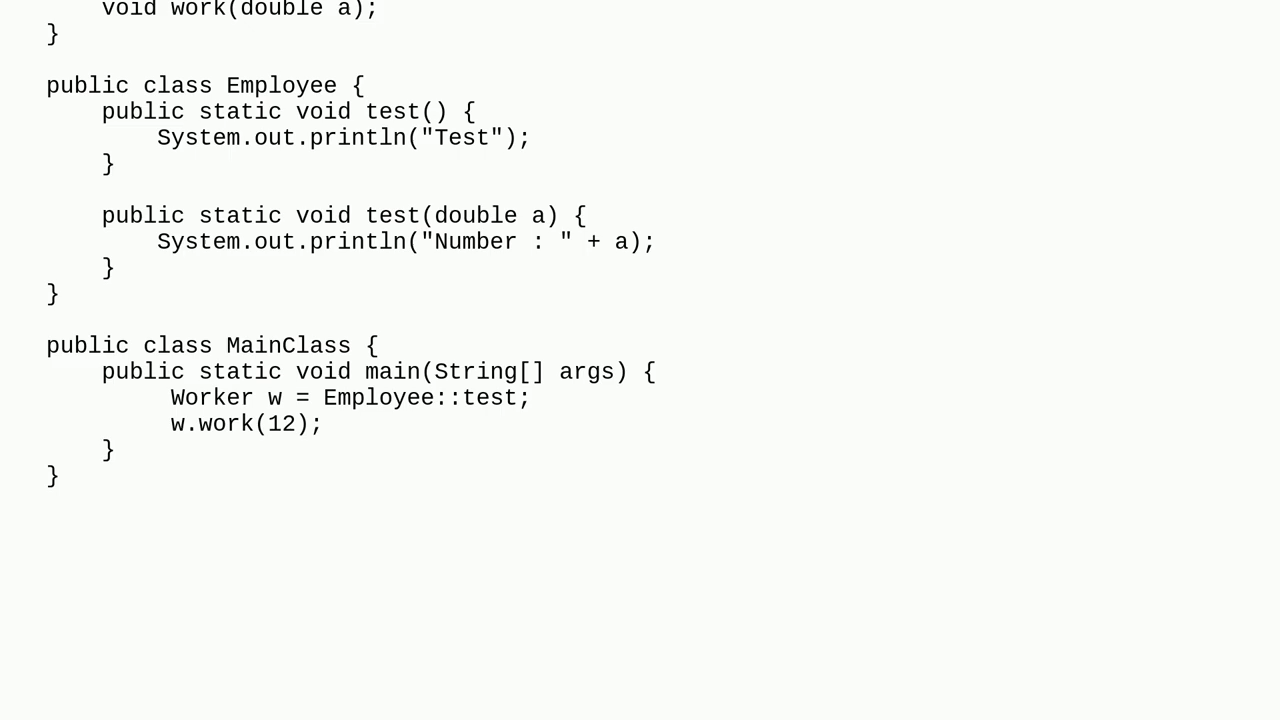 void work(double a);
}
public class Employee {
public static void test() {
System.out.println("Test");
}
public static void test(double a) {
System.out.println("Number : " + a);
}
}
public class MainClass {
public static void main(String[] args) {
Worker w = Employee::test;
w.work(12);
}
}